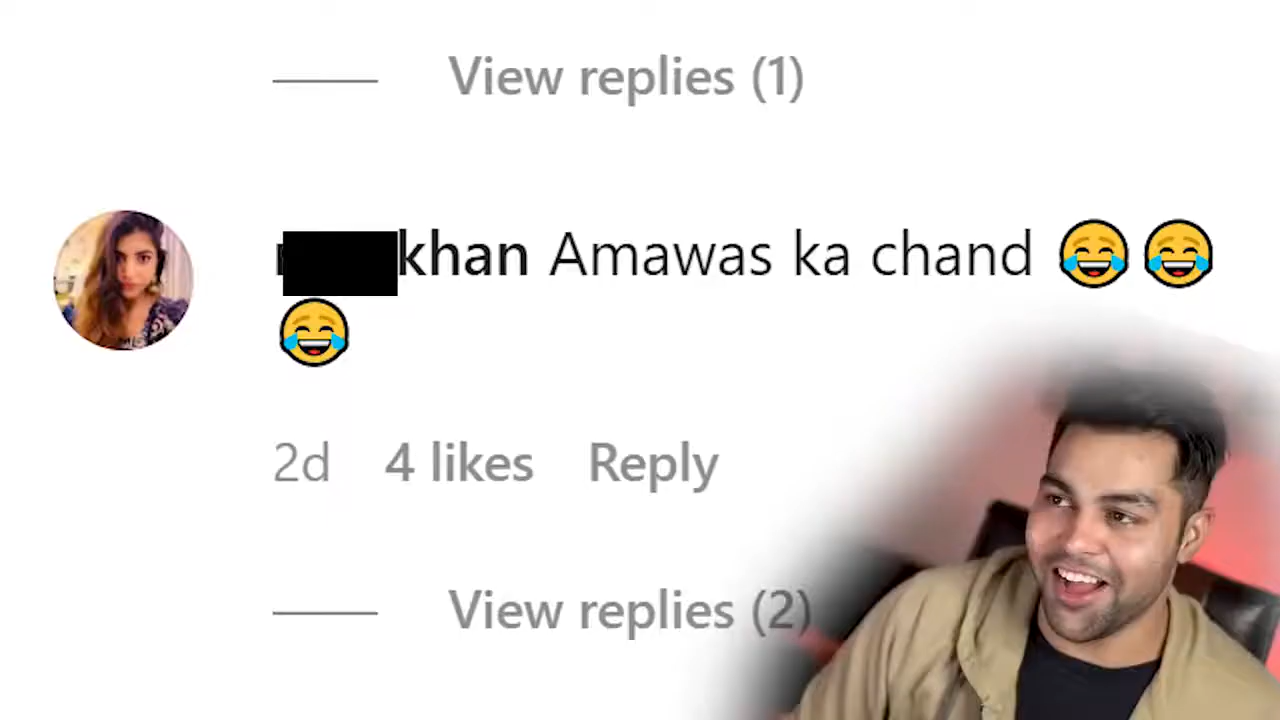 View replies (1)
khan Amawas ka chand 😂😂
😂
2d 4 likes Reply
View replies (2)